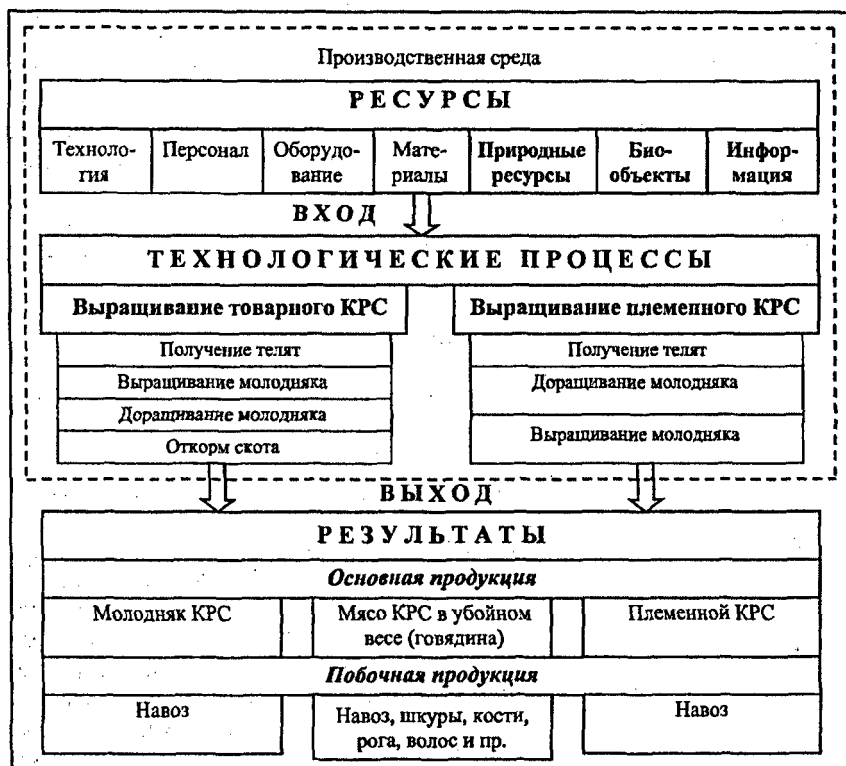 Производственная среда
РЕСУРСЫ
Техноло-
гия
Персонал
Оборудо-
вание
Мате-
риалы
Природные
ресурсы
Био-
объекты
Инфор-
мация
ВХОД
ТЕХНОЛОГИЧЕСКИЕ ПРОЦЕССЫ
Выращивание товарного КРС
Получение телят
Выращивание молодняка
Доращивание молодняка
Откорм скота
Выращивание племенного КРС
Получение телят
Доращивание молодняка
Выращивание молодняка
ВЫХОД
РЕЗУЛЬТАТЫ
Основная продукция
Молодняк КРС
Мясо КРС в убойном
весе (говядина)
Племенной КРС
Побочная продукция
Навоз
Навоз, шкуры, кости,
рога, волос и пр.
Навоз